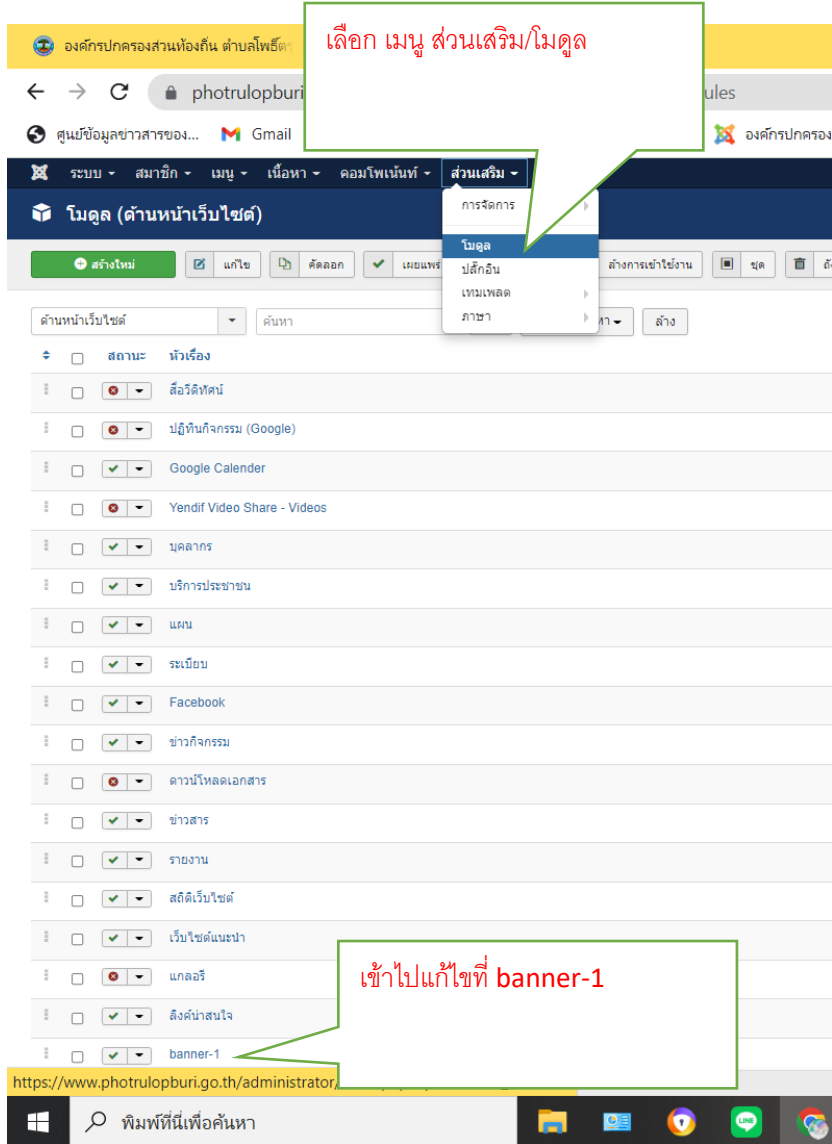 องค์กรปกครองส่วนท้องถิ่น ตำบลโพธิ์ต
เลือก เมนู ส่วนเสริม/โมดูล
photrulopburi
ules
ศูนย์ข้อมูลข่าวสารของ...
Gmail
องค์กรปกครอง
ระบบ
สมาชิก
เมนู
เนื้อหา
คอมโพเน้นท์
ส่วนเสริม
โมดูล (ด้านหน้าเว็บไซต์)
การจัดการ
โมดูล
ปลั๊กอิน
เทมเพลต
ภาษา
สร้างใหม่
แก้ไข
คัดลอก
เผยแพร่
ล้างการเข้าใช้งาน
ชุด
ด้านหน้าเว็บไซต์
ค้นหา
ล้าง
สถานะ
หัวเรื่อง
สื่อวีดิทัศน์
ปฏิทินกิจกรรม (Google)
Google Calender
Yendif Video Share - Videos
บุคลากร
บริการประชาชน
แผน
ระเบียบ
Facebook
ข่าวกิจกรรม
ดาวน์โหลดเอกสาร
ข่าวสาร
รายงาน
สถิติเว็บไซต์
เว็บไซต์แนะนำ
แกลอรี
ลิงค์น่าสนใจ
banner-1
เข้าไปแก้ไขที่ banner-1
https://www.photrulopburi.go.th/administrator/
พิมพ์ที่นี่เพื่อค้นหา
LINE